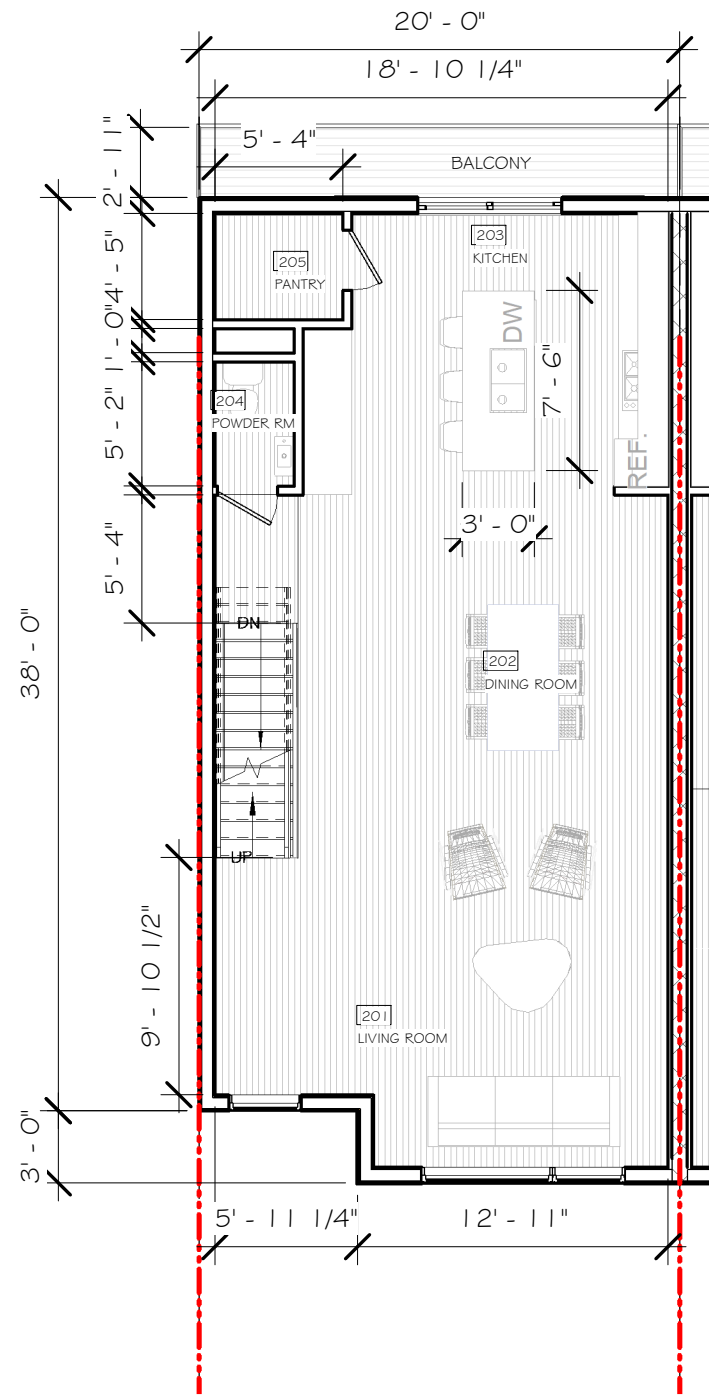 20' - 0"
18' - 10 1/4"
5' - 4"
BALCONY
2' - 11"
203
KITCHEN
4' - 5"
205
PANTRY
DW
1' - 0"
7' - 6"
204
POWDER RM
5' - 2"
REF.
3' - 0"
5' - 4"
DN
38' - 0"
202
DINING ROOM
UP
9' - 10 1/2"
201
LIVING ROOM
3' - 0"
5' - 11 1/4"
12' - 11"